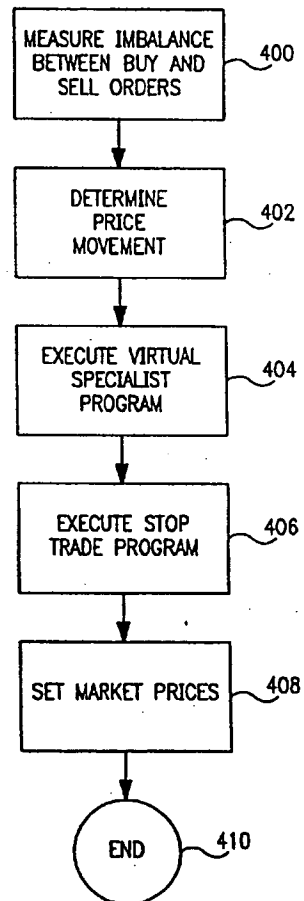 MEASURE IMBALANCE
BETWEEN BUY AND
SELL ORDERS
400
DETERMINE
PRICE
MOVEMENT
402
EXECUTE VIRTUAL
SPECIALIST
PROGRAM
404
EXECUTE STOP
TRADE PROGRAM
406
SET MARKET PRICES
408
END
410